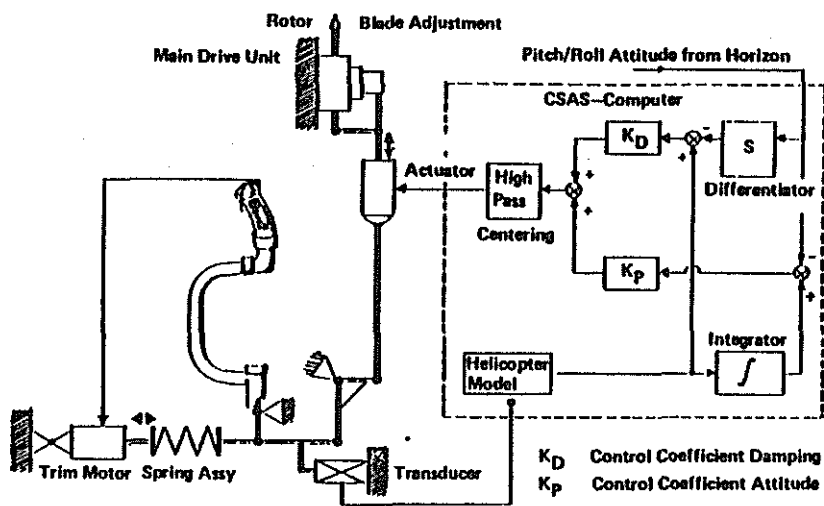 Rotor
Blade Adjustment
Main Drive Unit
Pitch/Roll Attitude from Horizon
CSAS-Computer
K_D
S
Differentiator
Actuator
High
Pass
Centering
K_P
Integrator
∫
Helicopter
Model
Trim Motor
Spring Assy
Transducer
K_D Control Coefficient Damping
K_P Control Coefficient Attitude